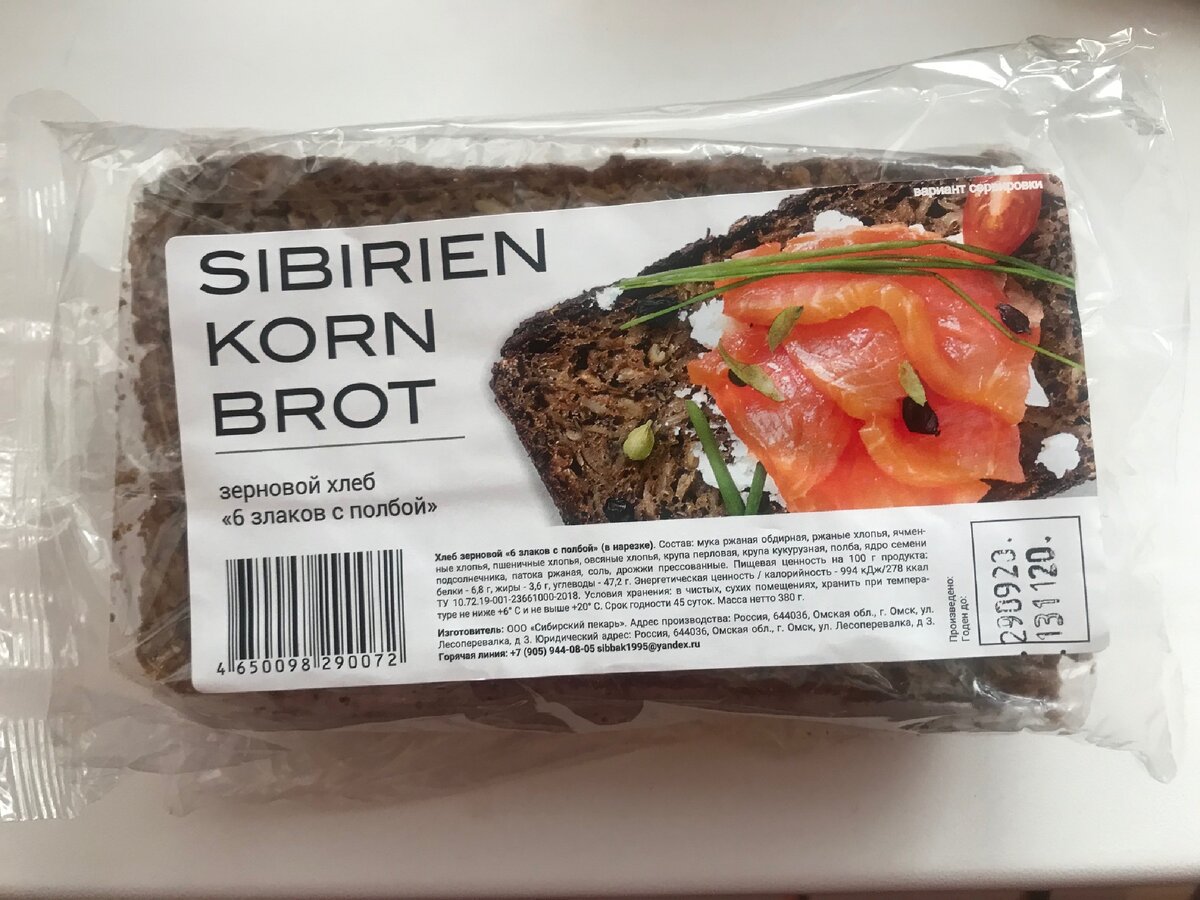 вариант сервировки
SIBIRIEN
KORN
BROT
зерновой хлеб
«6 злаков с полбой»
Хлеб зерновой «6 злаков с полбой» (в нарезке). Состав: мука ржаная обдирная, ржаные хлопья, ячмен-
ные хлопья, пшеничные хлопья, овсяные хлопья, крупа перловая, крупа кукурузная, полба, ядро семени
подсолнечника, патока ржаная, соль, дрожжи прессованные. Пищевая ценность на 100 г продукта:
белки - 6,8 г, жиры - 3,6 г, углеводы - 47,2 г. Энергетическая ценность / калорийность - 994 кДж/278 ккал
ТУ 10.72.19-001-23661000-2018. Условия хранения: в чистых, сухих помещениях, хранить при темпера-
туре не ниже +6° С и не выше +20° С. Срок годности 45 суток. Масса нетто 380 г.
Изготовитель: ООО «Сибирский пекарь». Адрес производства: Россия, 644036, Омская обл., г. Омск, ул.
Лесоперевалка, д 3. Юридический адрес: Россия, 644036, Омская обл., г. Омск, ул. Лесоперевалка, д 3.
Горячая линия: +7 (905) 944-08-05 sibbak1995@yandex.ru
4 650098 290072
Произведено:
Годен до:
290920.
131120.